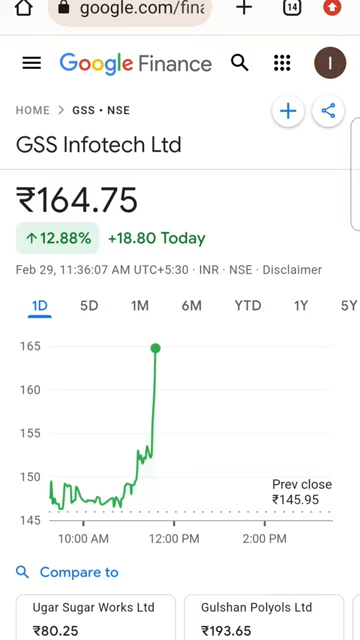 google.com/fina
14
Google Finance
I
HOME > GSS • NSE
GSS Infotech Ltd
₹164.75
↑ 12.88% +18.80 Today
Feb 29, 11:36:07 AM UTC+5:30 · INR · NSE · Disclaimer
1D 5D 1M 6M YTD 1Y 5Y
165
160
155
150
145
Prev close
₹145.95
10:00 AM 12:00 PM 2:00 PM
Compare to
Ugar Sugar Works Ltd
₹80.25
Gulshan Polyols Ltd
₹193.65